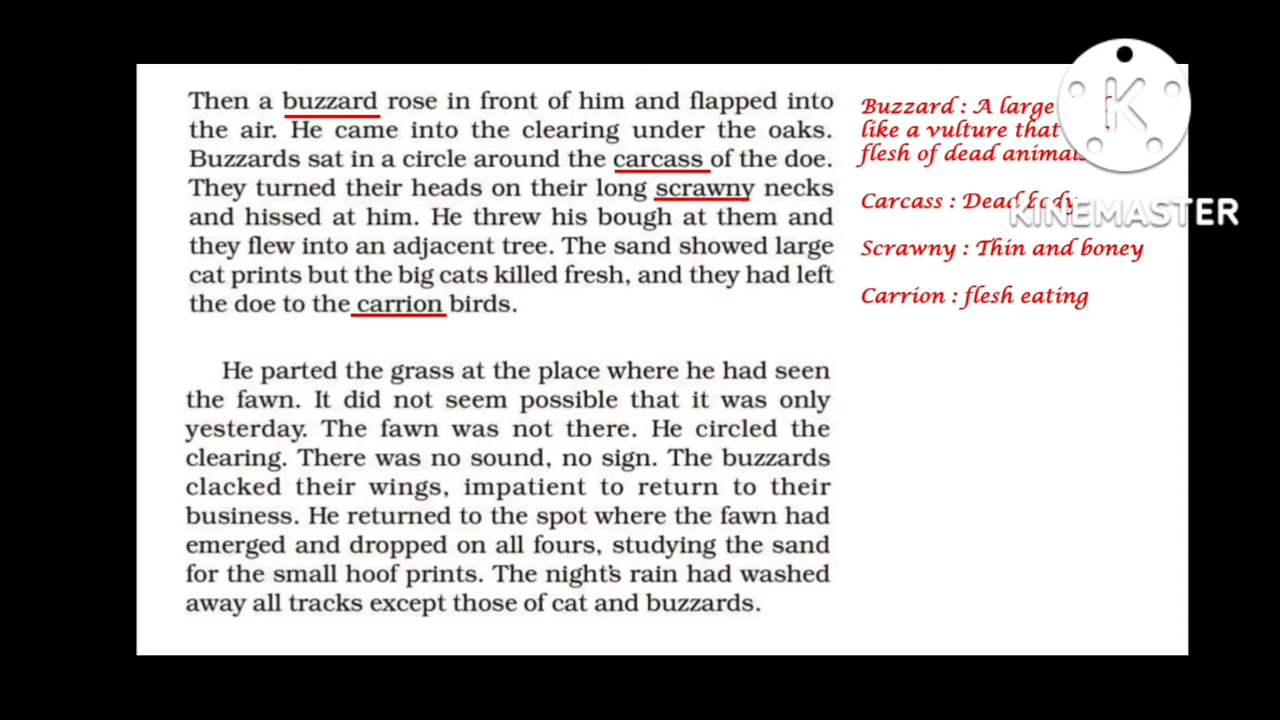 Then a buzzard rose in front of him and flapped into
the air. He came into the clearing under the oaks.
Buzzards sat in a circle around the carcass of the doe.
They turned their heads on their long scrawny necks
and hissed at him. He threw his bough at them and
they flew into an adjacent tree. The sand showed large
cat prints but the big cats killed fresh, and they had left
the doe to the carrion birds.
He parted the grass at the place where he had seen
the fawn. It did not seem possible that it was only
yesterday. The fawn was not there. He circled the
clearing. There was no sound, no sign. The buzzards
clacked their wings, impatient to return to their
business. He returned to the spot where the fawn had
emerged and dropped on all fours, studying the sand
for the small hoof prints. The night's rain had washed
away all tracks except those of cat and buzzards.
Buzzard : A large
like a vulture that
flesh of dead animals
Carcass : Dead body
Scrawny : Thin and boney
Carrion : flesh eating
K
KINEMASTER